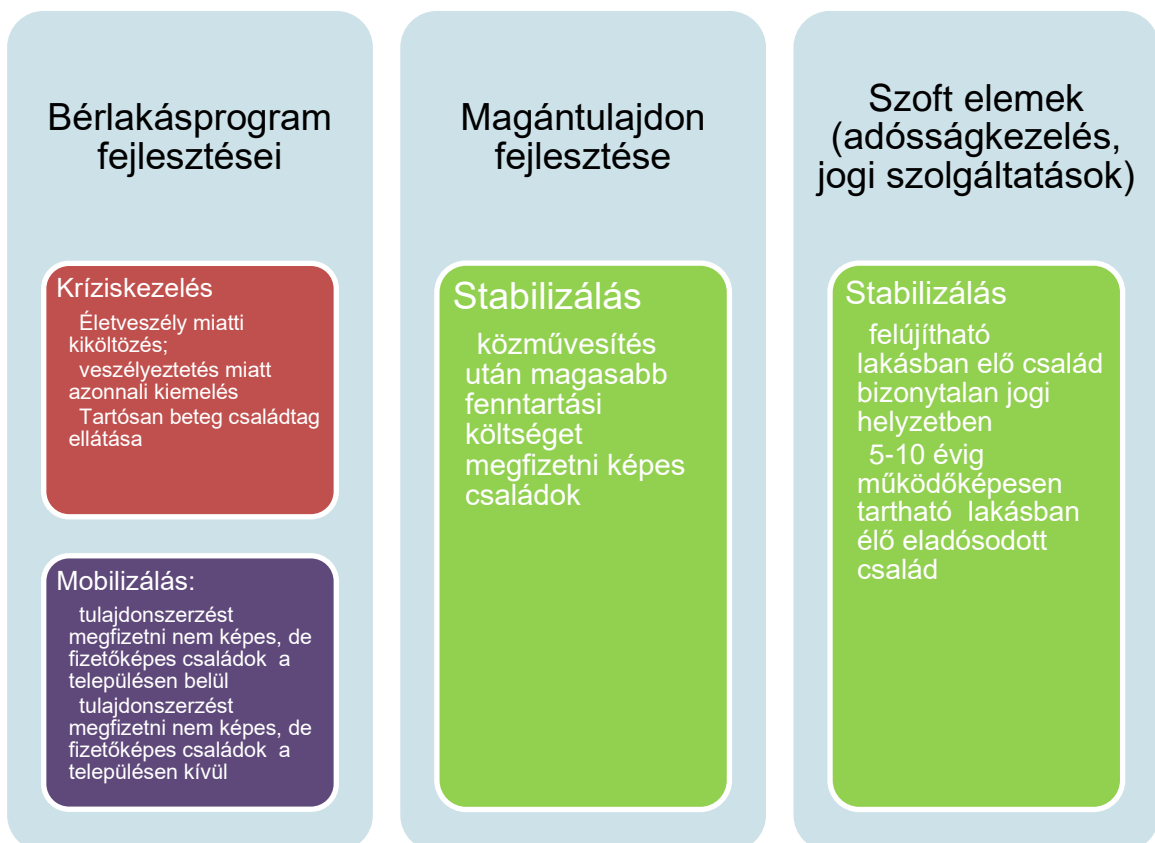 Bérlakásprogram
fejlesztései
Kríziskezelés
Életveszély miatti
kiköltözés;
veszélyeztetés miatt
azonnali kiemelés
Tartósan beteg családtag
ellátása
Mobilizálás:
tulajdonszerzést
megfizetni nem képes, de
fizetőképes családok a
településen belül
tulajdonszerzést
megfizetni nem képes, de
fizetőképes családok a
településen kívül
Magántulajdon
fejlesztése
Stabilizálás
közművesítés
után magasabb
fenntartási
költséget
megfizetni képes
családok
Szoft elemek
(adósságkezelés,
jogi szolgáltatások)
Stabilizálás
felújítható
lakásban elő család
bizonytalan jogi
helyzetben
5-10 évig
működőképesen
tartható lakásban
élő eladósodott
család